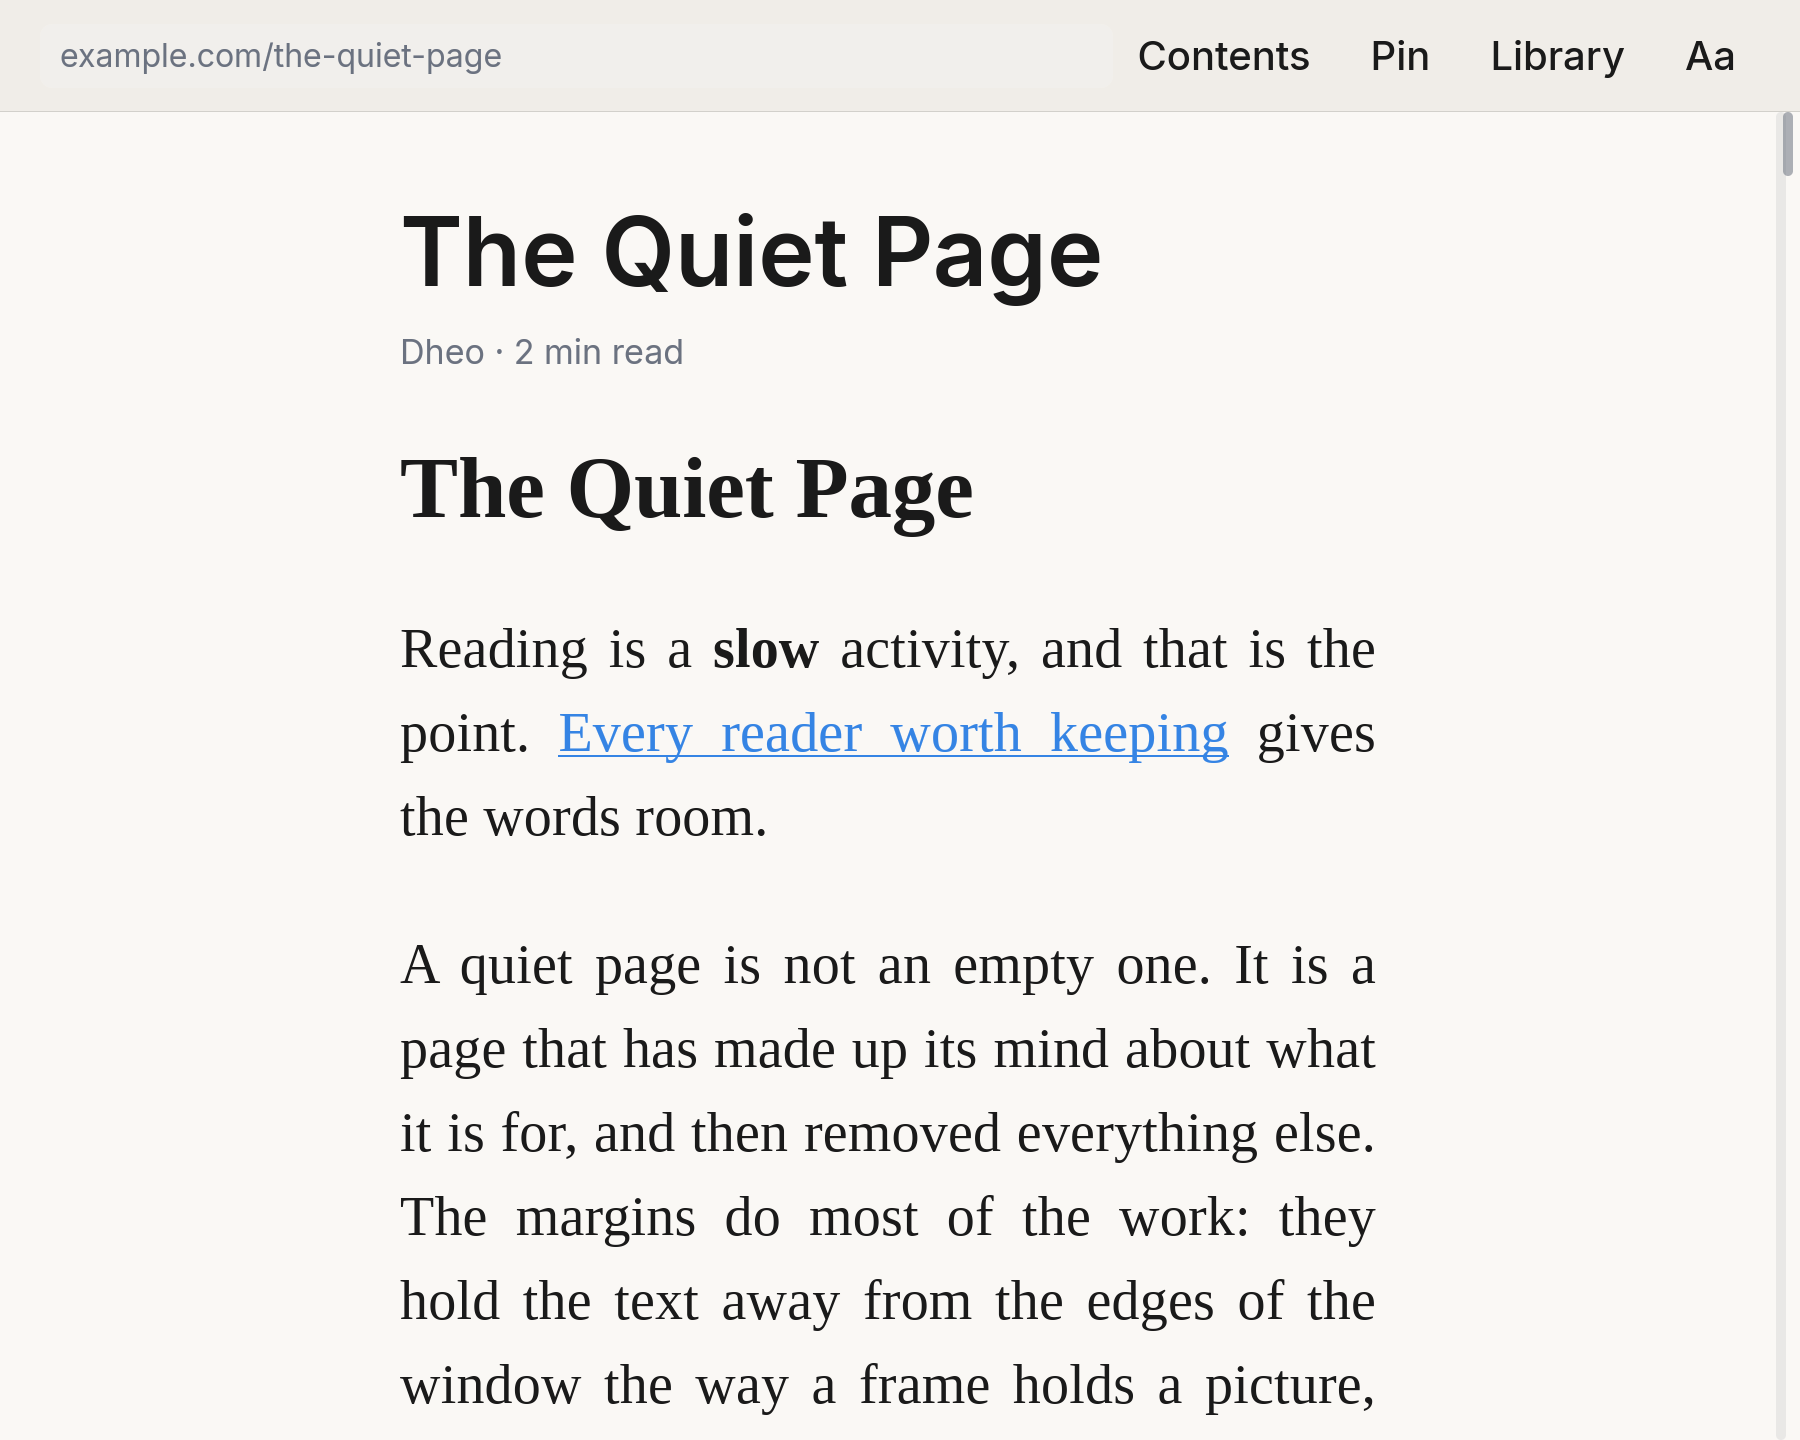 example.com/the-quiet-page
Contents
Pin
Library
Aa
The Quiet Page
Dheo · 2 min read
The Quiet Page
Reading is a slow activity, and that is the
point. Every reader worth keeping gives
the words room.
A quiet page is not an empty one. It is a
page that has made up its mind about what
it is for, and then removed everything else.
The margins do most of the work: they
hold the text away from the edges of the
window the way a frame holds a picture,